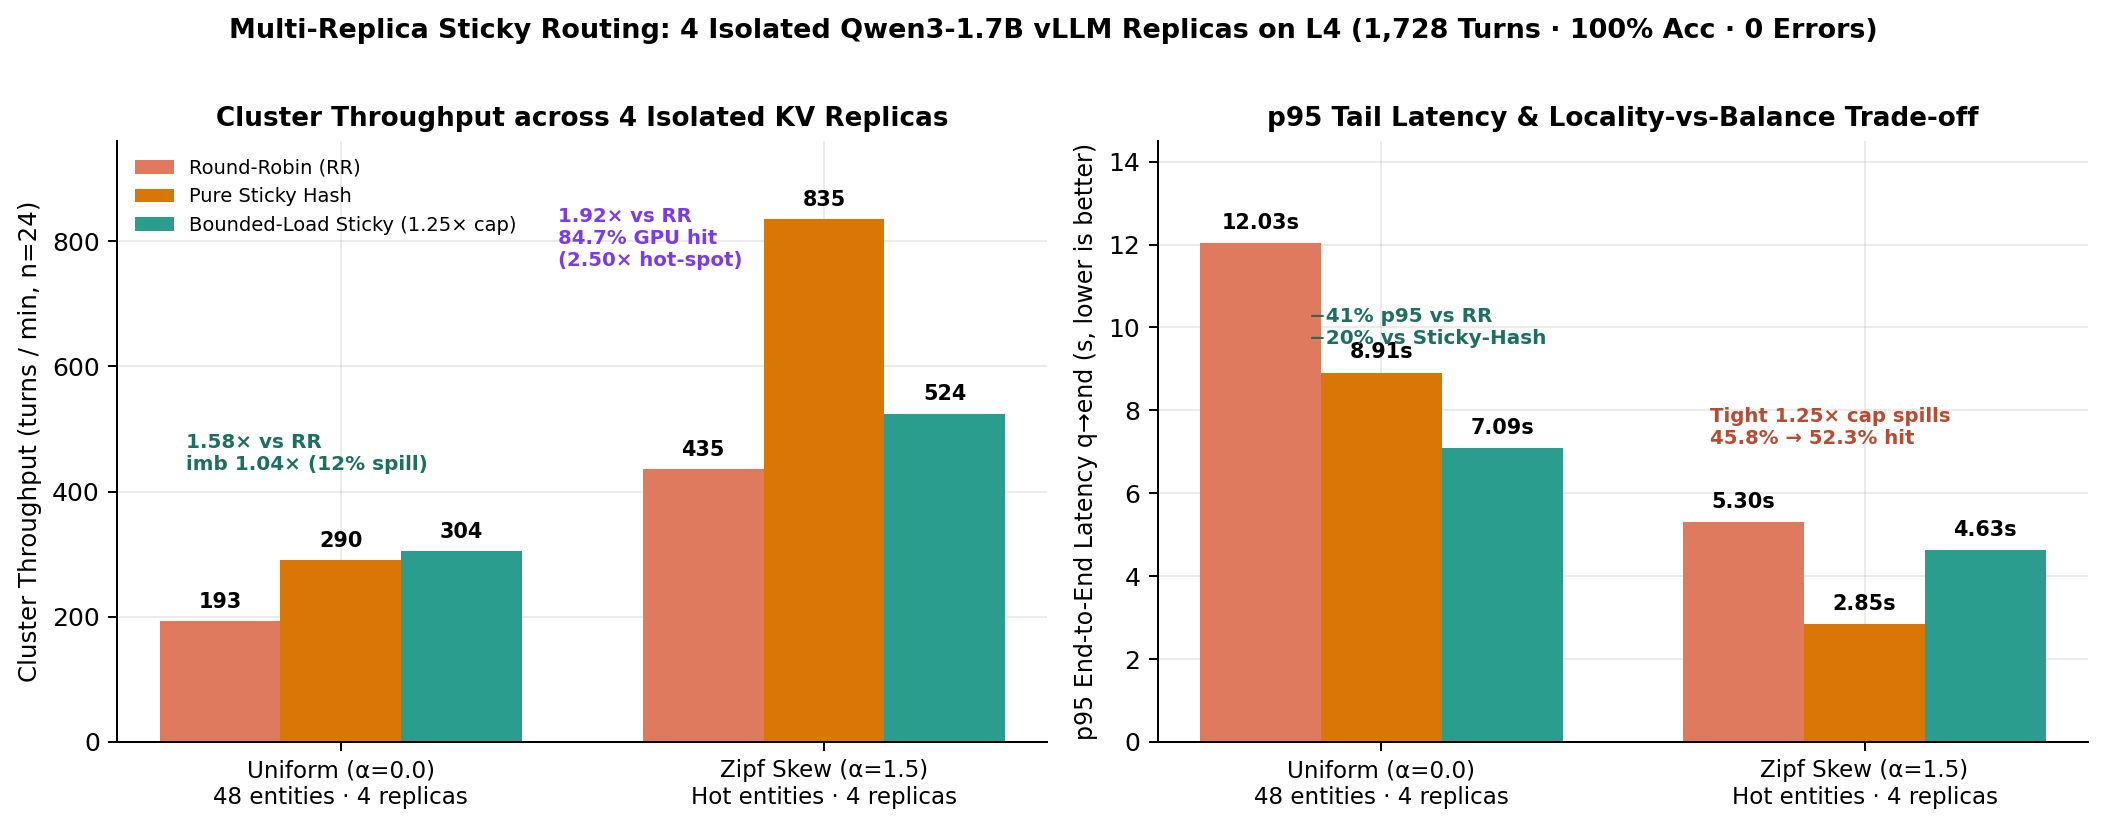 Multi-Replica Sticky Routing: 4 Isolated Qwen3-1.7B vLLM Replicas on L4 (1,728 Turns · 100% Acc · 0 Errors)
Cluster Throughput across 4 Isolated KV Replicas
Cluster Throughput (turns / min, n=24)
800
600
400
200
0
Round-Robin (RR)
Pure Sticky Hash
Bounded-Load Sticky (1.25× cap)
1.92× vs RR
84.7% GPU hit
(2.50× hot-spot)
1.58× vs RR
imb 1.04× (12% spill)
193
290
304
435
835
524
Uniform (α=0.0)
48 entities · 4 replicas
Zipf Skew (α=1.5)
Hot entities · 4 replicas
p95 Tail Latency & Locality-vs-Balance Trade-off
p95 End-to-End Latency q→end (s, lower is better)
14
12
10
8
6
4
2
0
12.03s
−41% p95 vs RR
−20% vs Sticky-Hash
8.91s
7.09s
Tight 1.25× cap spills
45.8% → 52.3% hit
5.30s
2.85s
4.63s
Uniform (α=0.0)
48 entities · 4 replicas
Zipf Skew (α=1.5)
Hot entities · 4 replicas